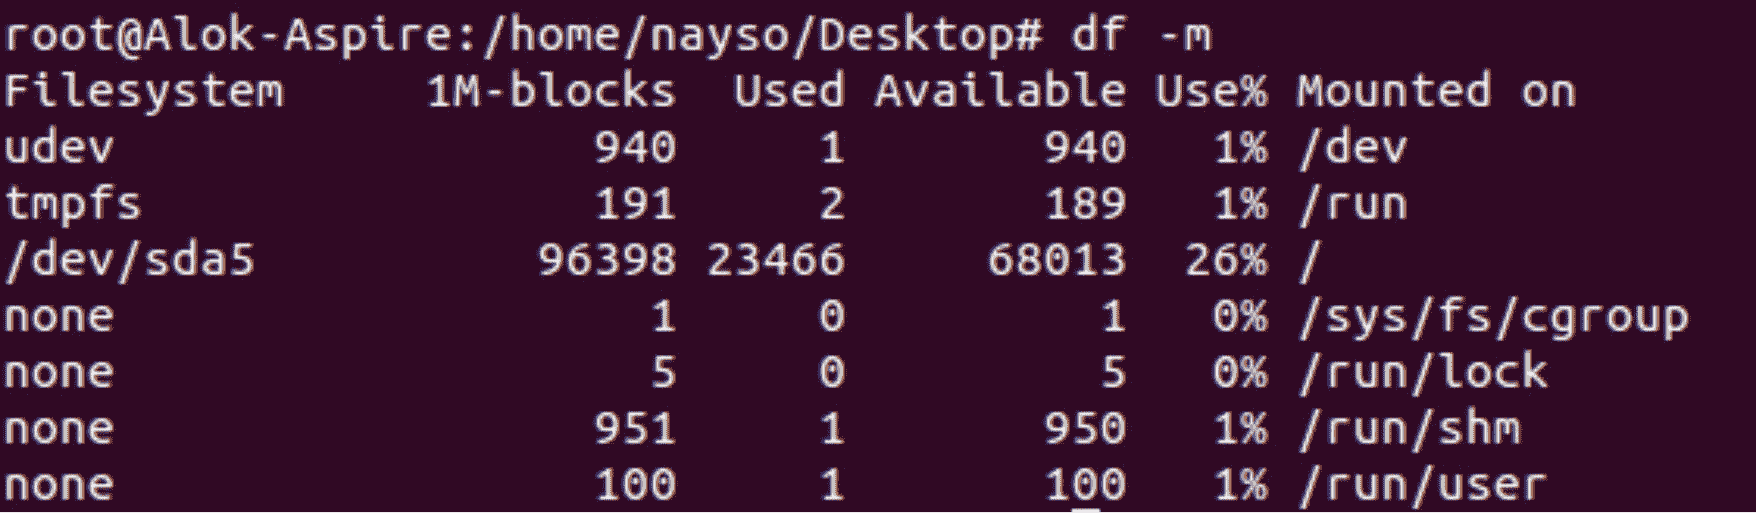 root@Alok-Aspire:/home/nayso/Desktop# df -m
Filesystem     1M-blocks  Used Available Use% Mounted on
udev                 940     1       940   1% /dev
tmpfs                191     2       189   1% /run
/dev/sda5          96398 23466     68013  26% /
none                   1     0         1   0% /sys/fs/cgroup
none                   5     0         5   0% /run/lock
none                 951     1       950   1% /run/shm
none                 100     1       100   1% /run/user